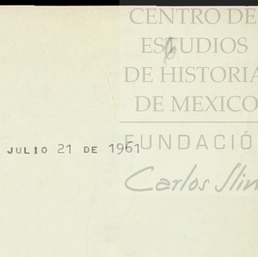 CENTRO DE
ESTUDIOS
DE HISTORIA
DE MEXICO
FUNDACIÓ
Carlos Slim
JULIO 21 DE 1961